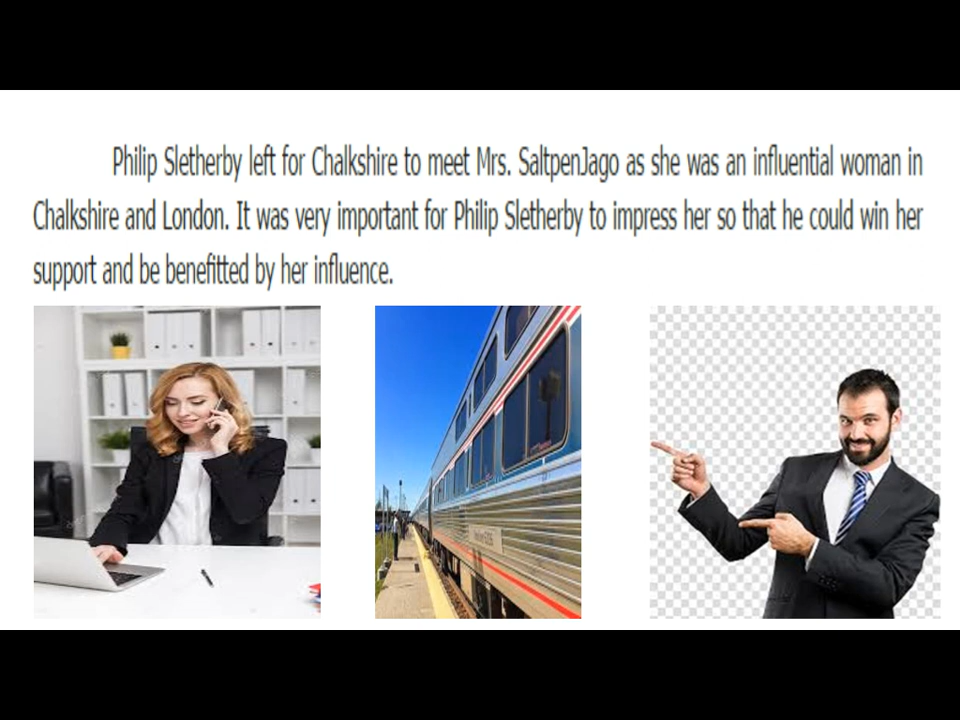 Philip Sletherby left for Chalkshire to meet Mrs. SaltpenJago as she was an influential woman in
Chalkshire and London. It was very important for Philip Sletherby to impress her so that he could win her
support and be benefitted by her influence.